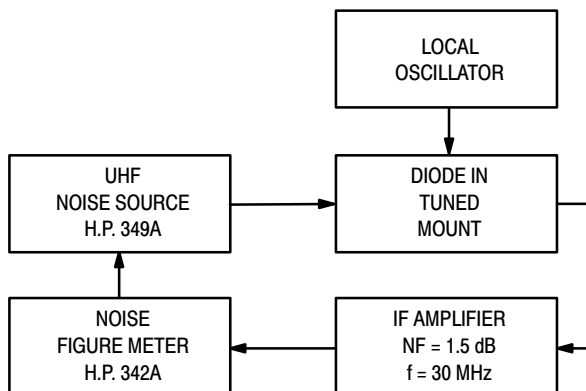 LOCAL
OSCILLATOR
UHF
NOISE SOURCE
H.P. 349A
DIODE IN
TUNED
MOUNT
NOISE
FIGURE METER
H.P. 342A
IF AMPLIFIER
NF = 1.5 dB
f = 30 MHz